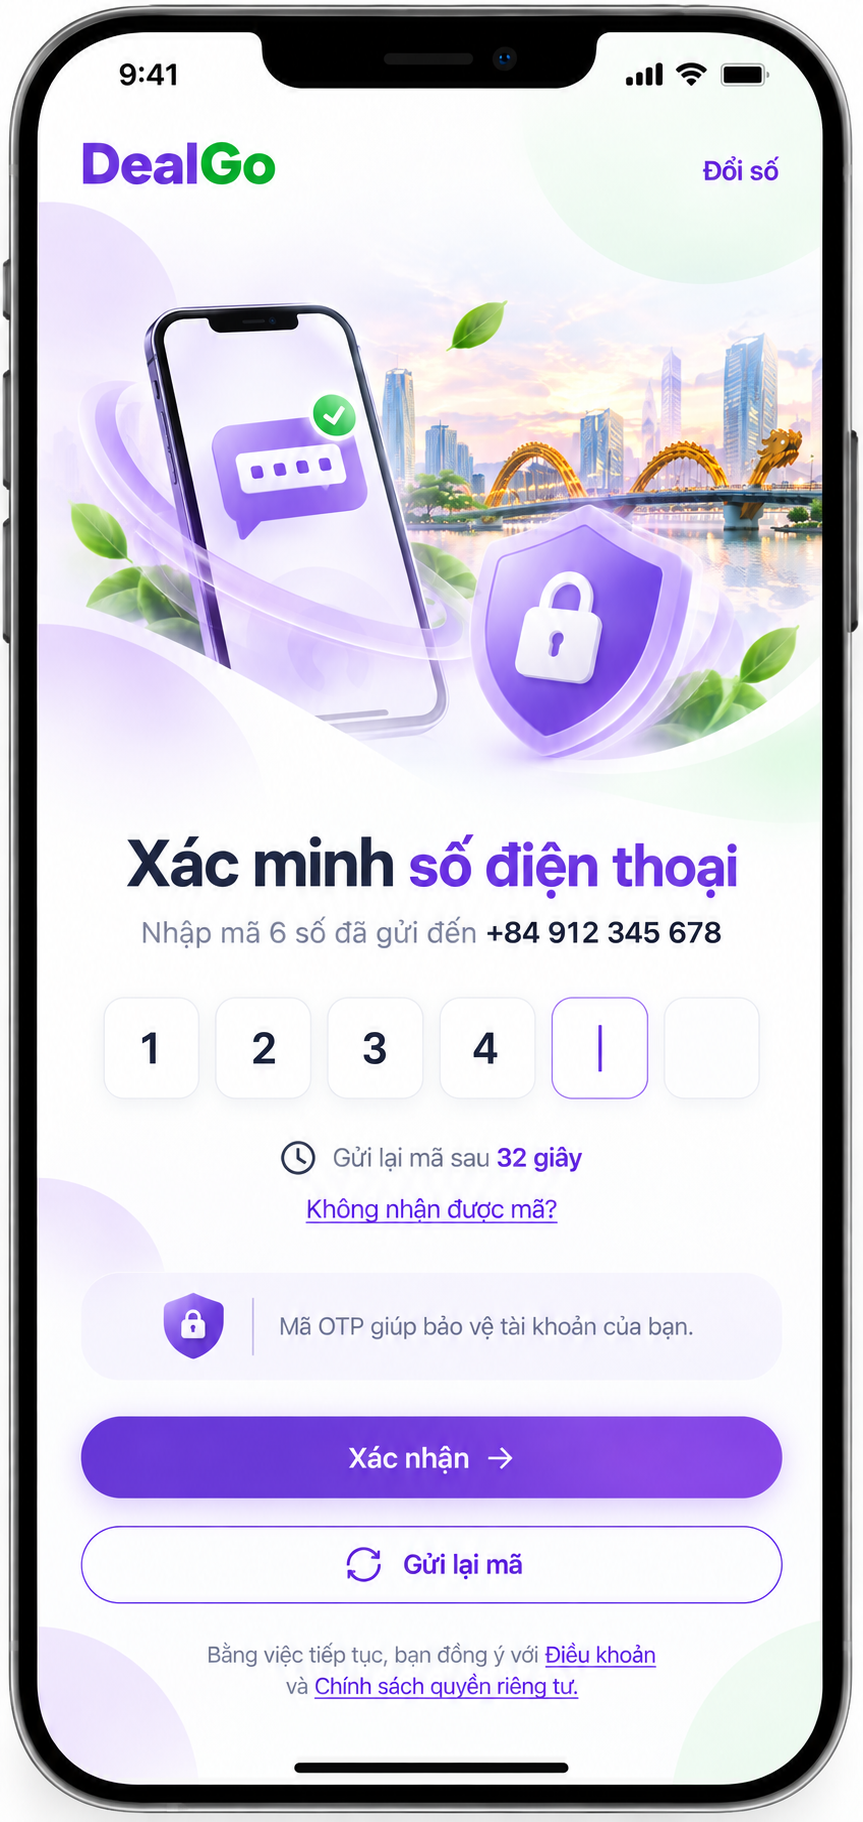 9:41
DealGo
Đổi số
Xác minh số điện thoại
Nhập mã 6 số đã gửi đến +84 912 345 678
1 2 3 4
Gửi lại mã sau 32 giây
Không nhận được mã?
Mã OTP giúp bảo vệ tài khoản của bạn.
Xác nhận →
Gửi lại mã
Bằng việc tiếp tục, bạn đồng ý với Điều khoản
và Chính sách quyền riêng tư.